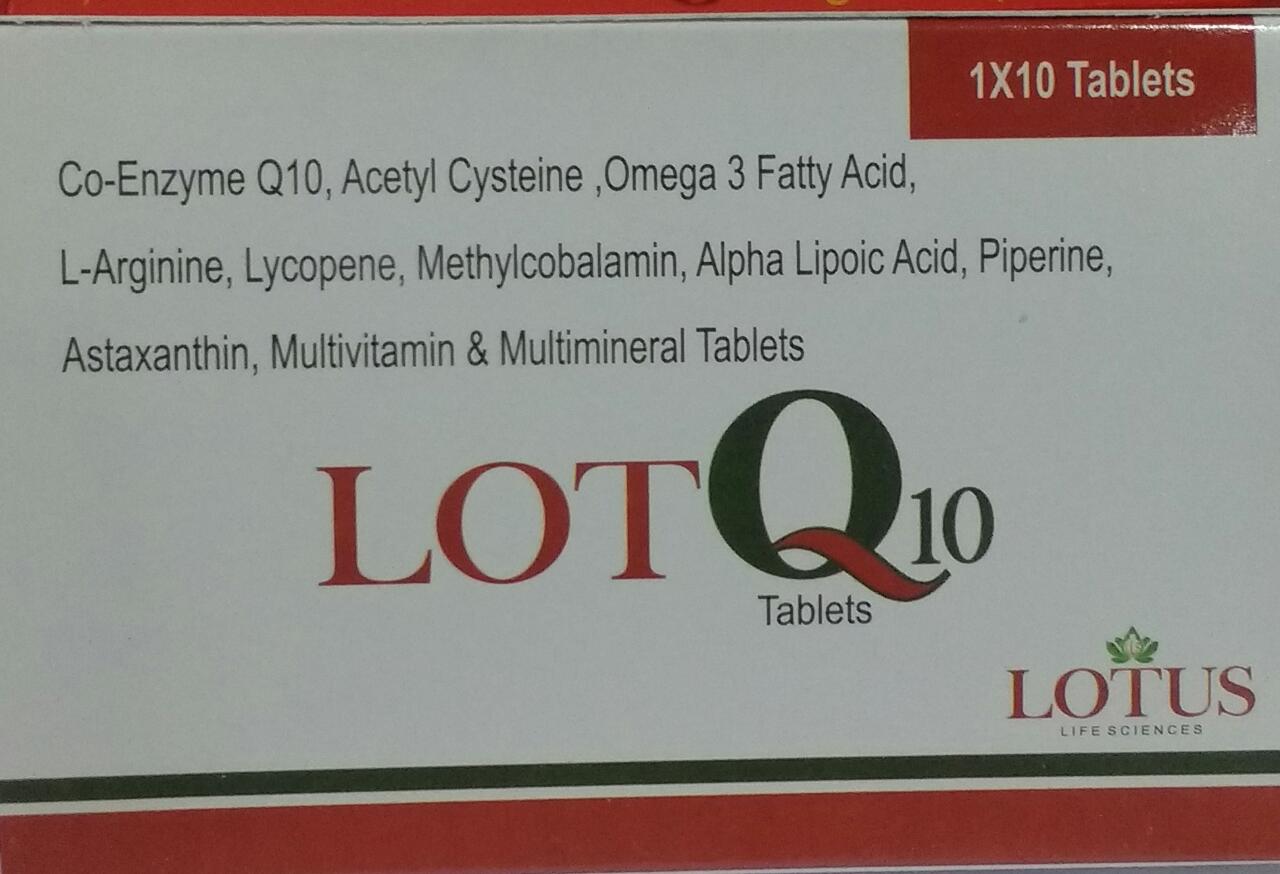 1X10 Tablets
Co-Enzyme Q10, Acetyl Cysteine ,Omega 3 Fatty Acid,
L-Arginine, Lycopene, Methylcobalamin, Alpha Lipoic Acid, Piperine,
Astaxanthin, Multivitamin & Multimineral Tablets
LOTQ10
Tablets
LOTUS
LIFE SCIENCES